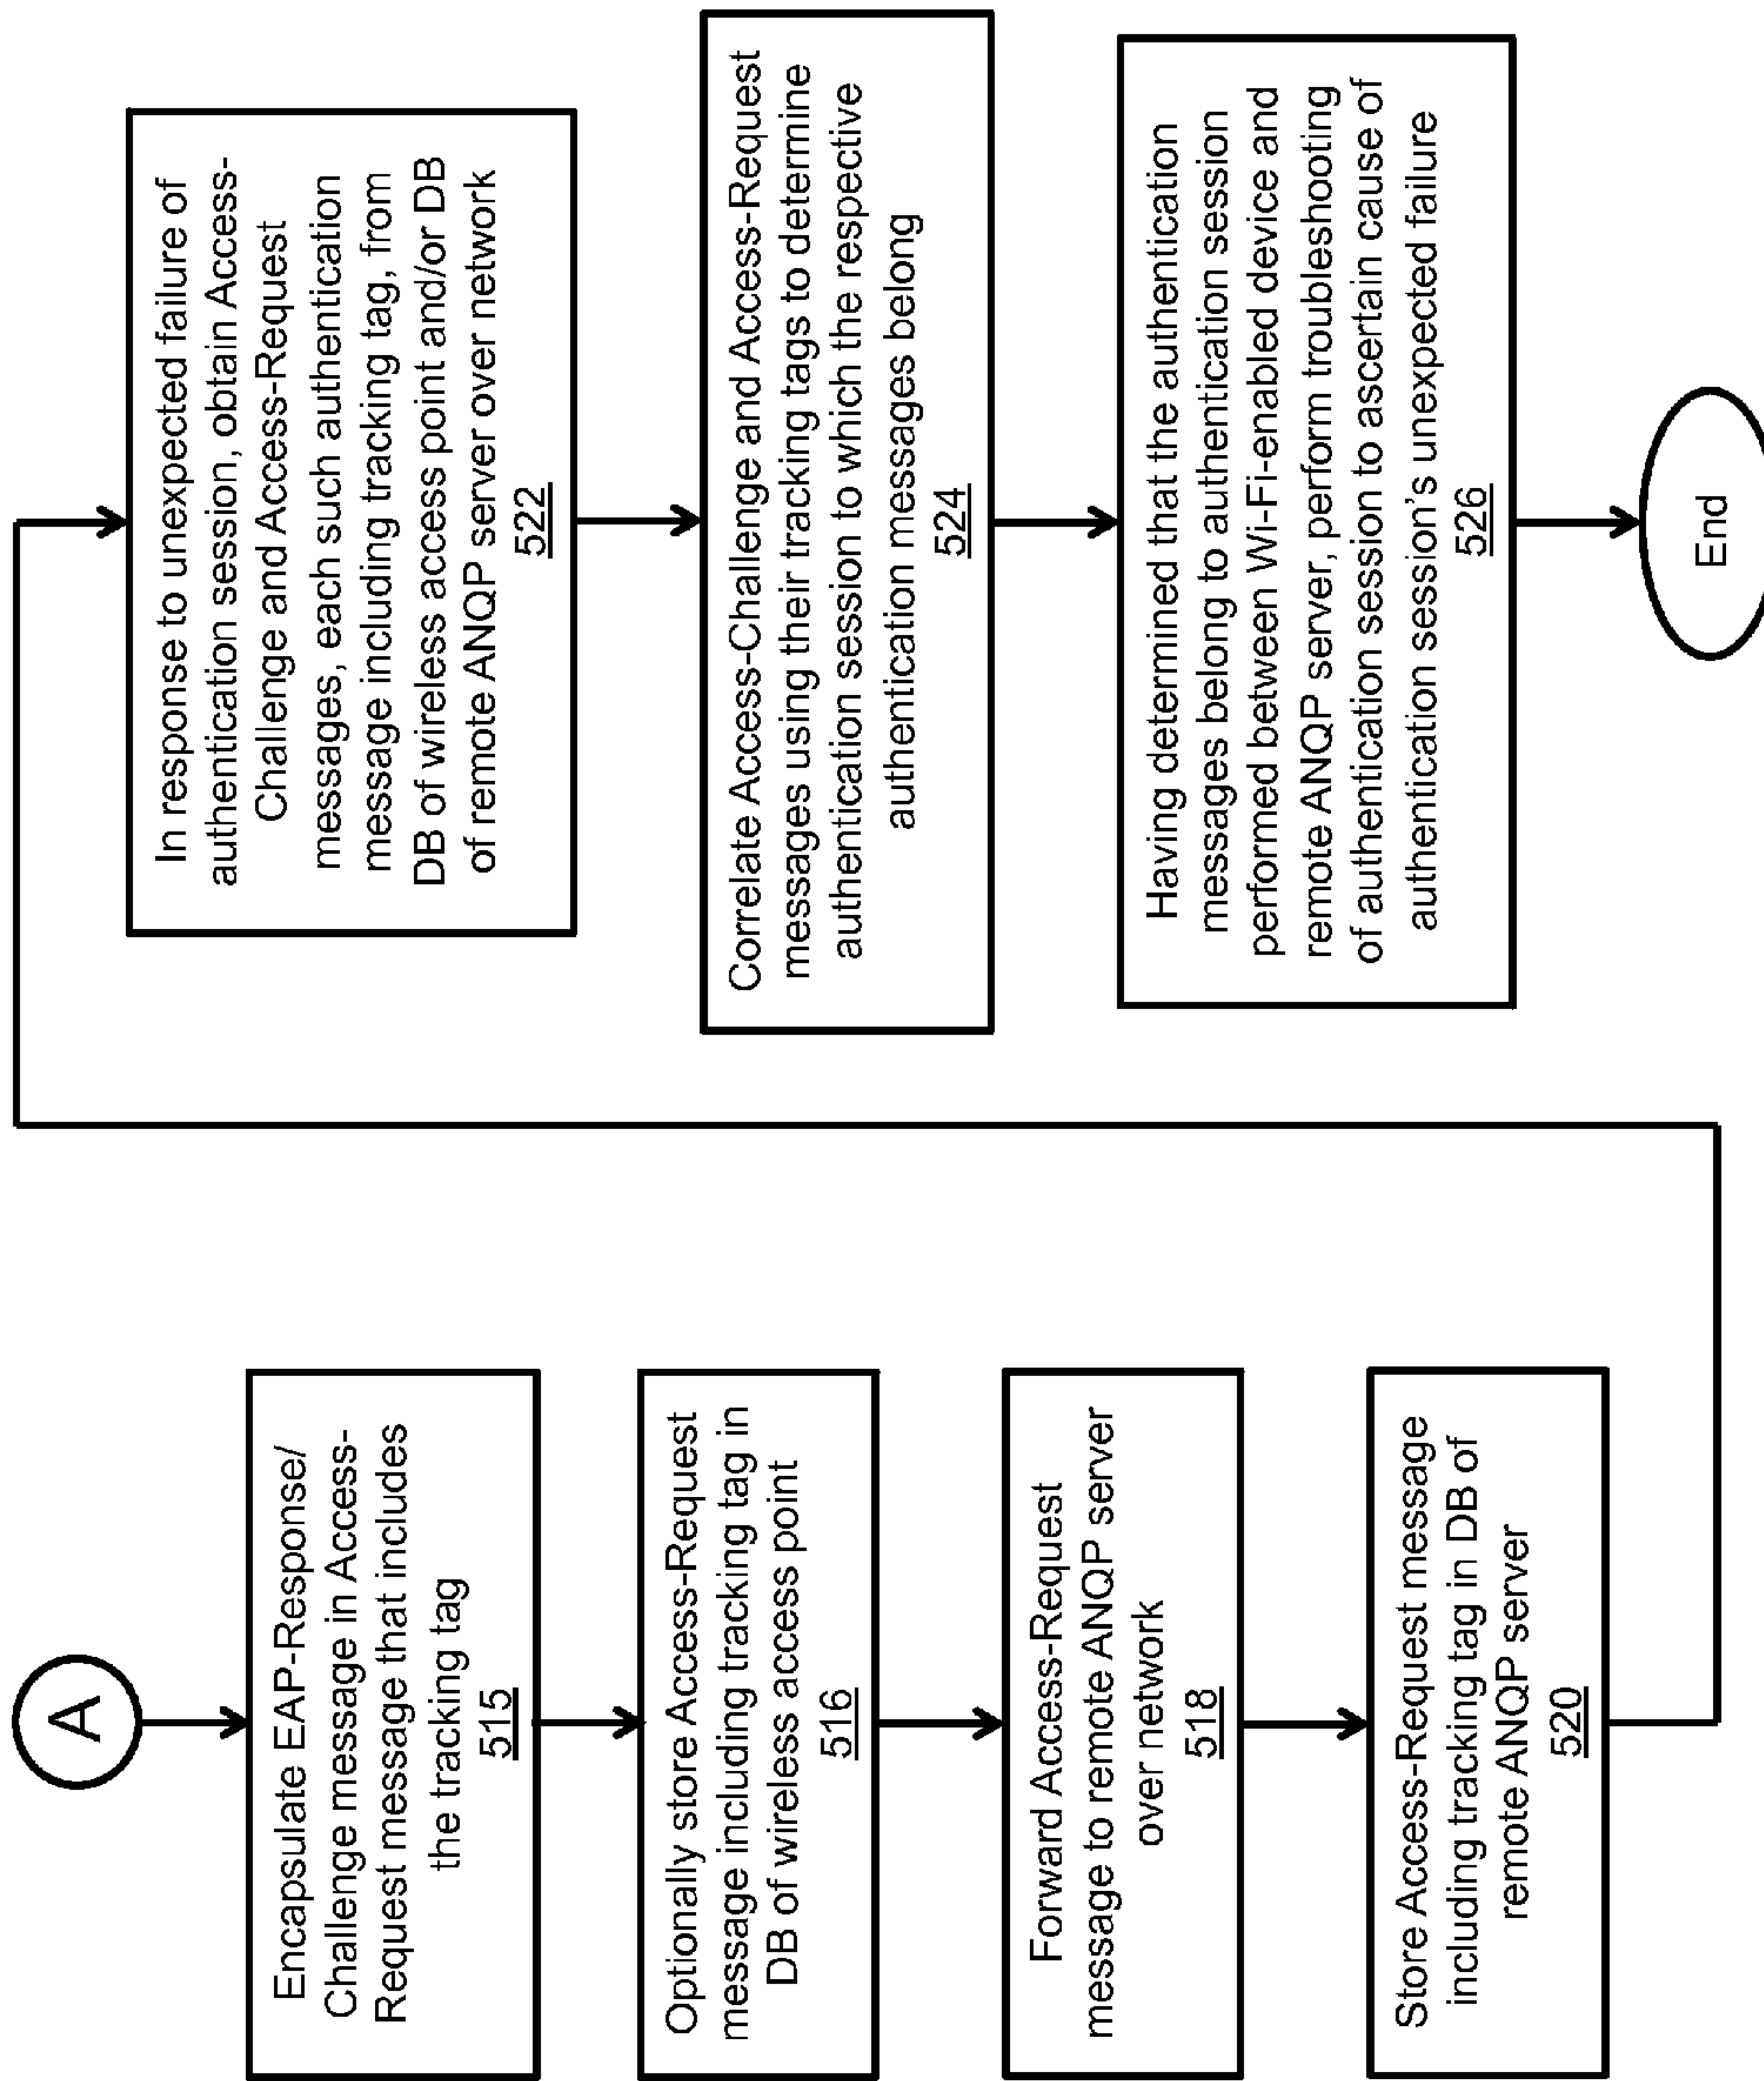 A
Encapsulate EAP-Response/
Challenge message in Access-
Request message that includes
the tracking tag
515
Optionally store Access-Request
message including tracking tag in
DB of wireless access point
516
Forward Access-Request
message to remote ANQP server
over network
518
Store Access-Request message
including tracking tag in DB of
remote ANQP server
520
In response to unexpected failure of
authentication session, obtain Access-
Challenge and Access-Request
messages, each such authentication
message including tracking tag, from
DB of wireless access point and/or DB
of remote ANQP server over network
522
Correlate Access-Challenge and Access-Request
messages using their tracking tags to determine
authentication session to which the respective
authentication messages belong
524
Having determined that the authentication
messages belong to authentication session
performed between Wi-Fi-enabled device and
remote ANQP server, perform troubleshooting
of authentication session to ascertain cause of
authentication session's unexpected failure
526
End